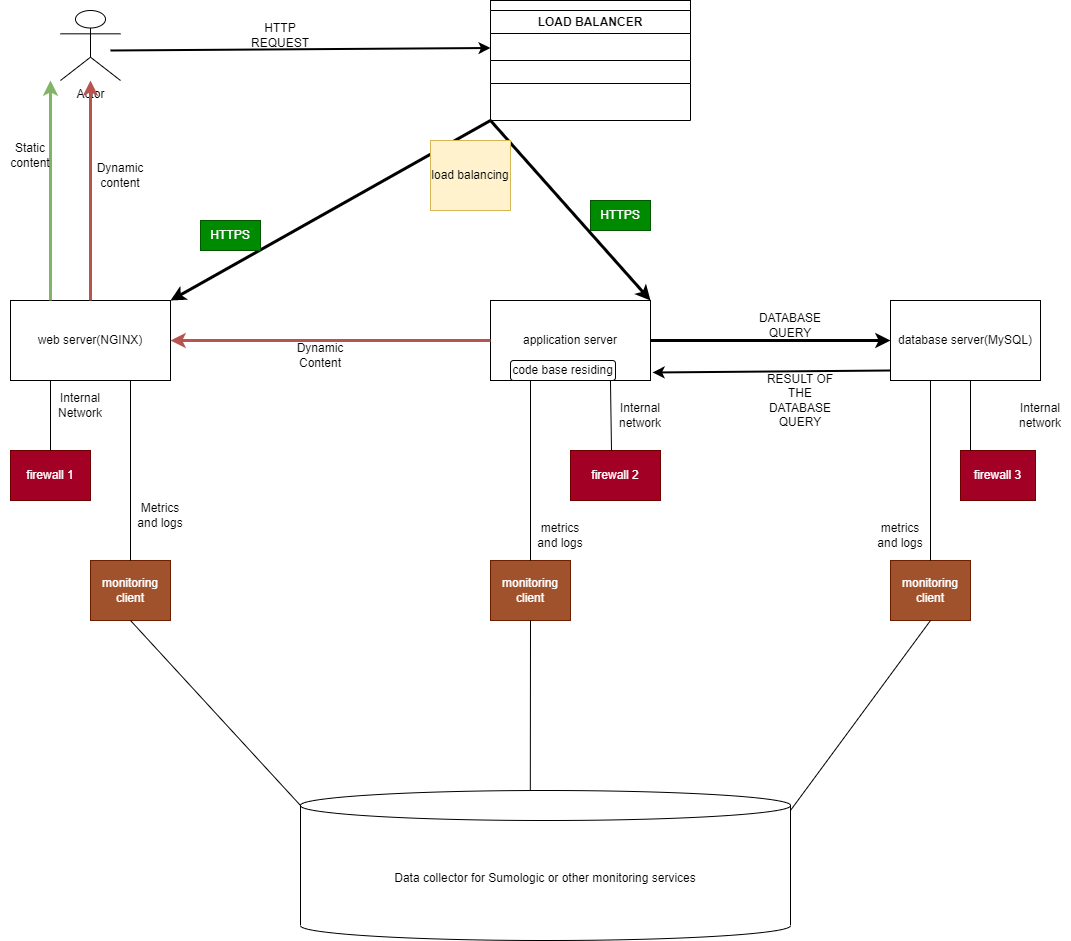 HTTP
REQUEST
LOAD BALANCER
Actor
Static
content
Dynamic
content
load balancing
HTTPS
HTTPS
web server(NGINX)
Dynamic
Content
application server
code base residing
DATABASE
QUERY
database server(MySQL)
RESULT OF
THE
DATABASE
QUERY
Internal
Network
Internal
network
Internal
network
firewall 1
firewall 2
firewall 3
Metrics
and logs
metrics
and logs
metrics
and logs
monitoring
client
monitoring
client
monitoring
client
Data collector for Sumologic or other monitoring services